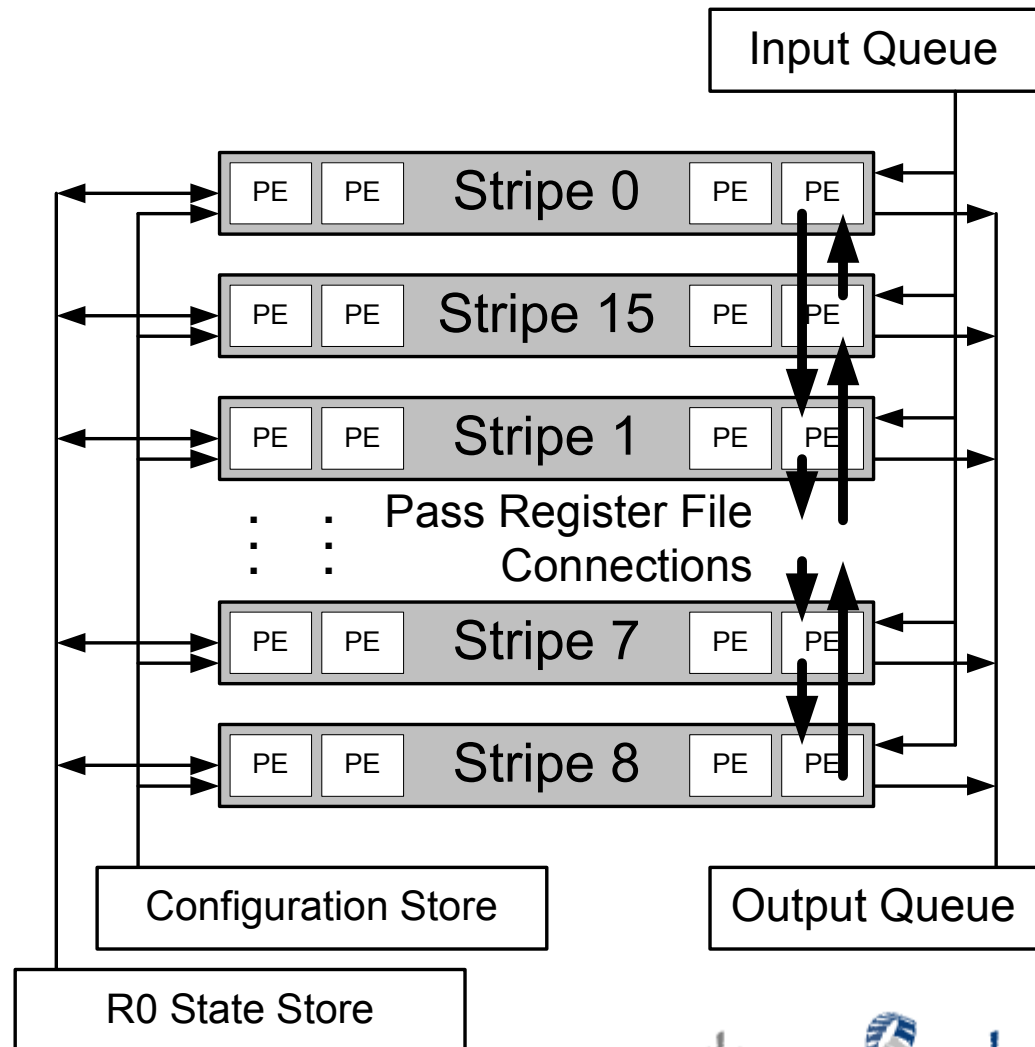 Input Queue
PE PE Stripe 0 PE PE
PE PE Stripe 15 PE PE
PE PE Stripe 1 PE PE
Pass Register File
Connections
PE PE Stripe 7 PE PE
PE PE Stripe 8 PE PE
Configuration Store
Output Queue
R0 State Store